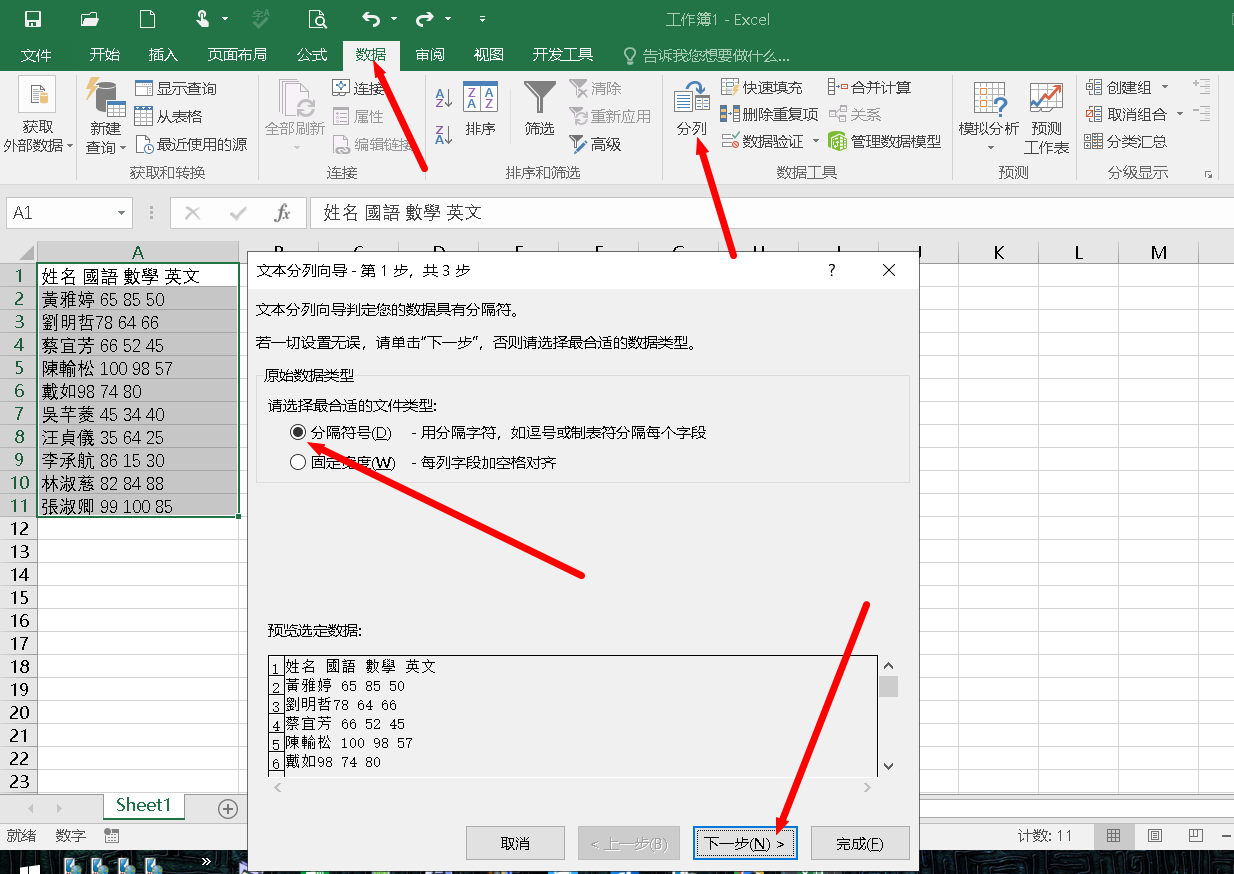 工作簿1 - Excel
文件 开始 插入 页面布局 公式 数据 审阅 视图 开发工具 告诉我您想要做什么...
获取
外部数据
新建
查询
显示查询
从表格
最近使用的源
获取和转换
全部刷新
连接
属性
编辑链接
连接
排序
筛选
清除
重新应用
高级
排序和筛选
分列
快速填充
删除重复项
数据验证
合并计算
关系
管理数据模型
数据工具
模拟分析
预测
工作表
预测
创建组
取消组合
分类汇总
分级显示
A1
fx
姓名 國語 數學 英文
A K L M
1 姓名 國語 數學 英文
2 黃雅婷 65 85 50
3 劉明哲78 64 66
4 蔡宜芳 66 52 45
5 陳輸松 100 98 57
6 戴如98 74 80
7 吳芊菱 45 34 40
8 汪貞儀 35 64 25
9 李承航 86 15 30
10 林淑慈 82 84 88
11 張淑卿 99 100 85
12
13
14
15
16
17
18
19
20
21
22
23
文本分列向导 - 第 1 步，共 3 步
?
文本分列向导判定您的数据具有分隔符。
若一切设置无误，请单击“下一步”，否则请选择最合适的数据类型。
原始数据类型
请选择最合适的文件类型:
分隔符号(D) - 用分隔字符，如逗号或制表符分隔每个字段
固定宽度(W) - 每列字段加空格对齐
预览选定数据:
1 姓名 國語 數學 英文
2 黃雅婷 65 85 50
3 劉明哲78 64 66
4 蔡宜芳 66 52 45
5 陳輸松 100 98 57
6 戴如98 74 80
取消 < 上一步(B) 下一步(N) > 完成(F)
Sheet1
就绪 数字 计数: 11